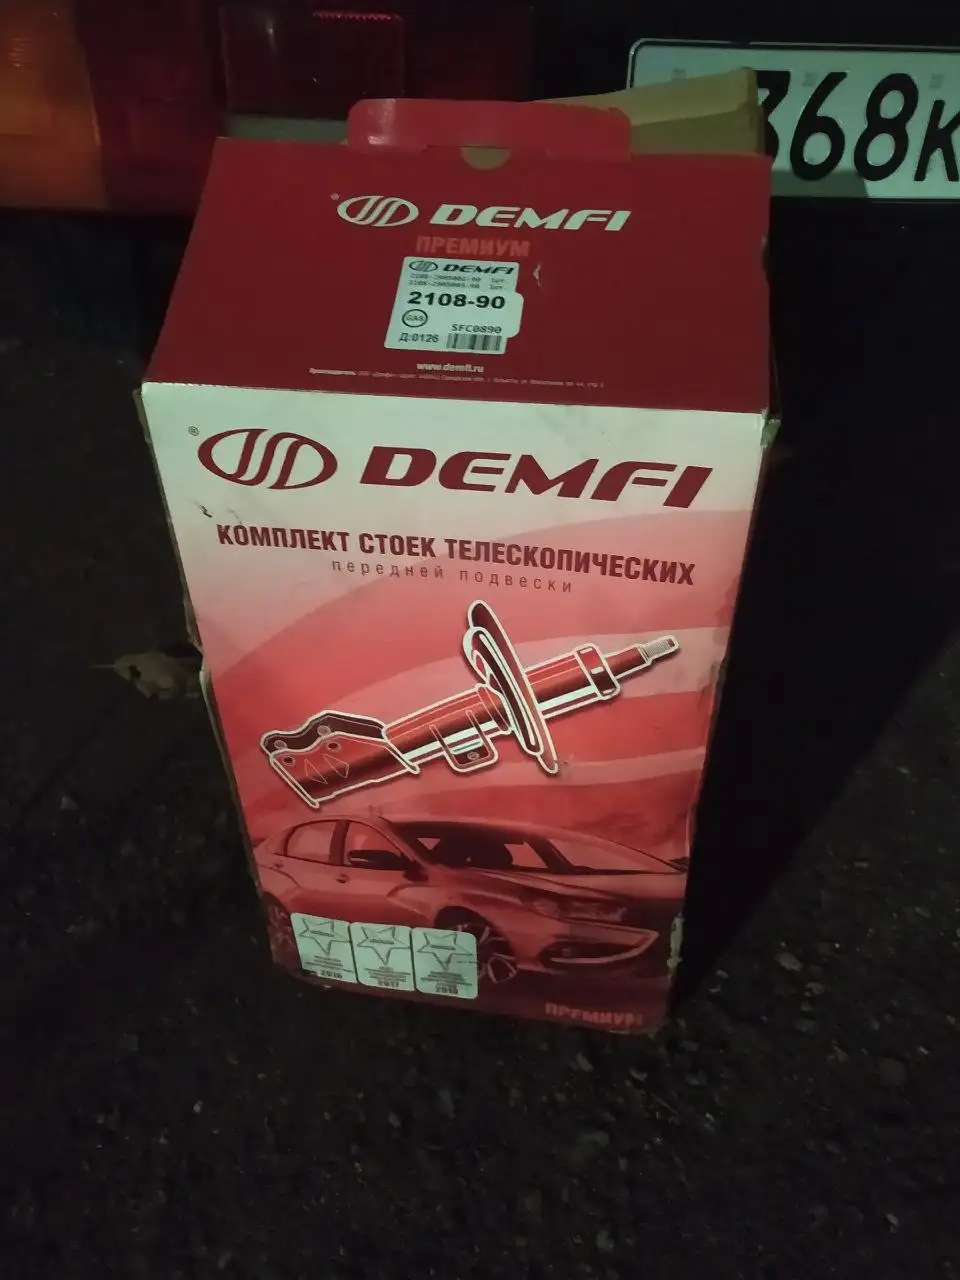 368К
® DEMFI
ПРЕМИУМ
DEMFI
2108-90
GAS
SFC0890
Д:0126
www.demfi.ru
® DEMFI
КОМПЛЕКТ СТОЕК ТЕЛЕСКОПИЧЕСКИХ
передней подвески
2016
2017
ПРЕМИУМ